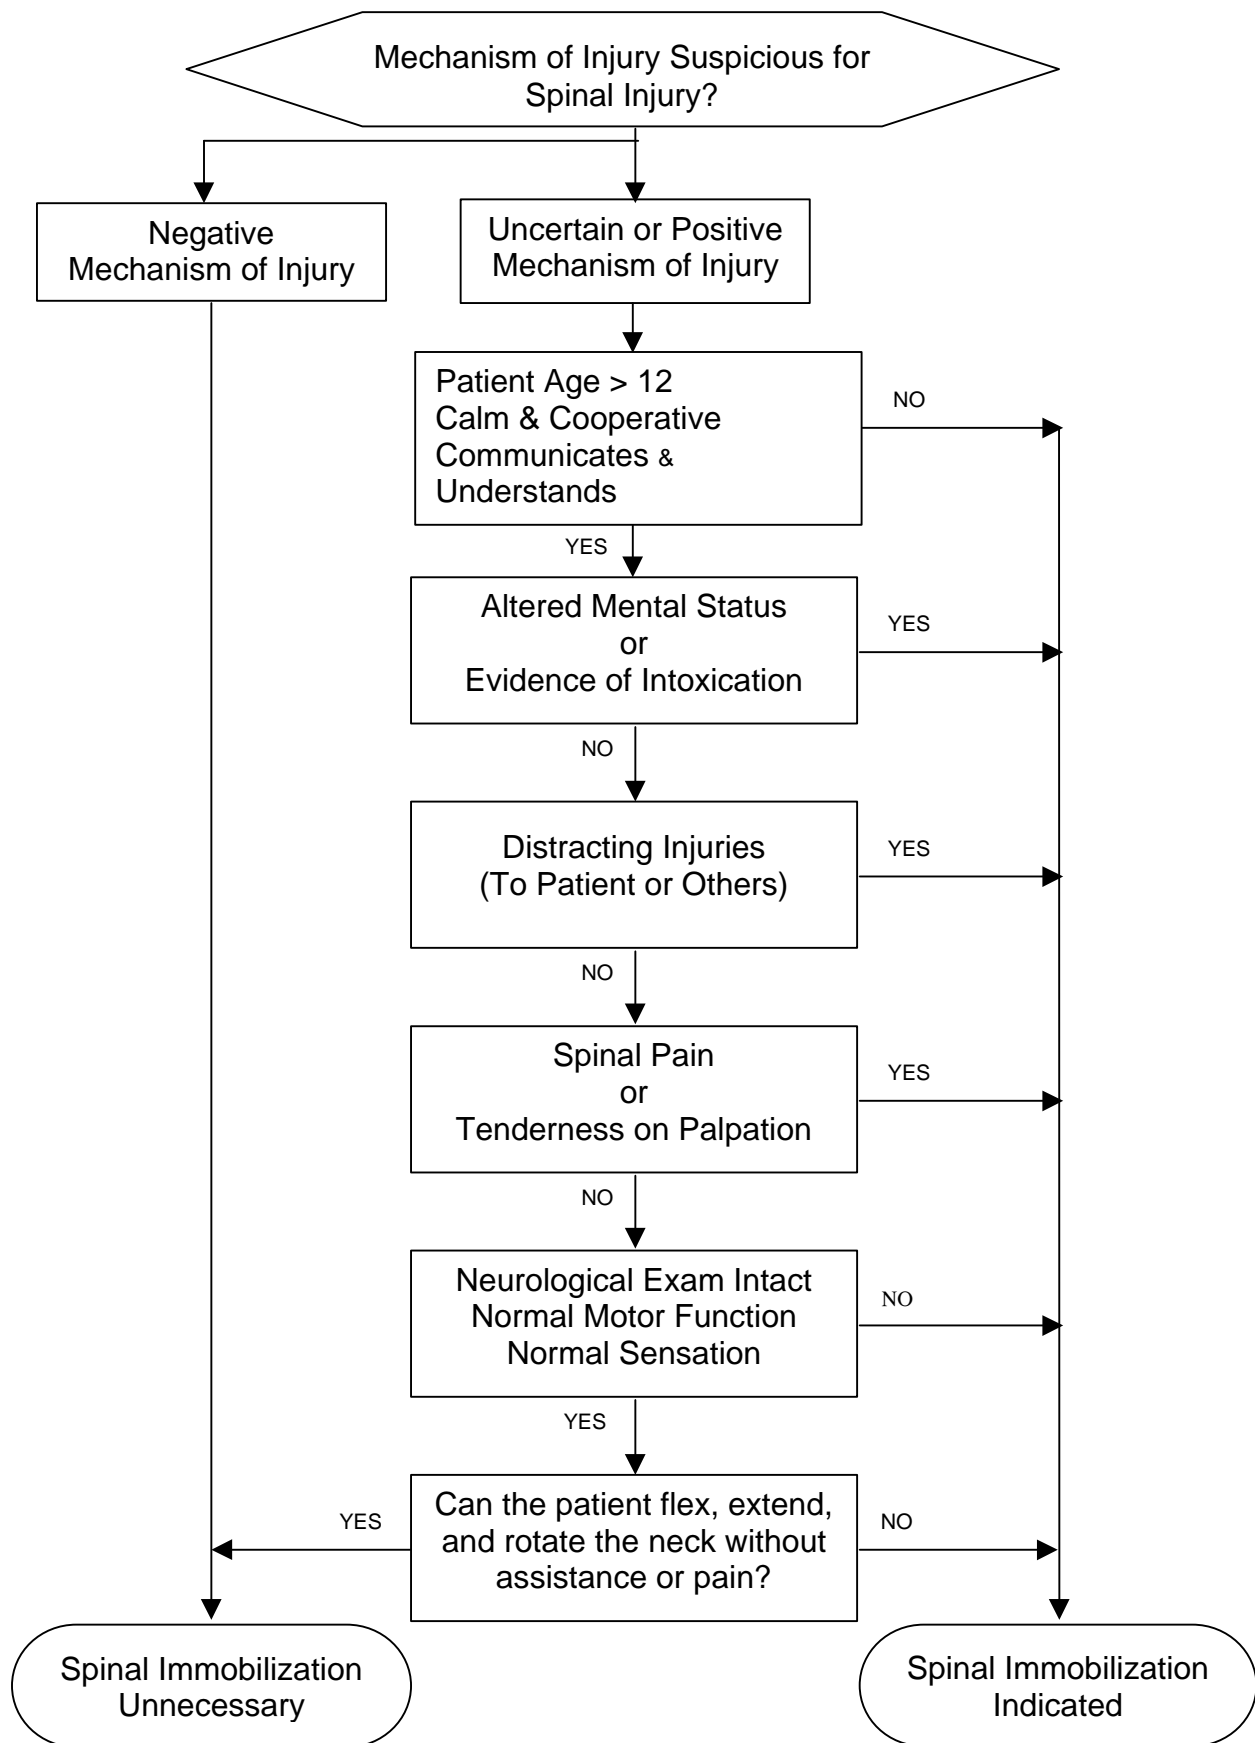 Mechanism of Injury Suspicious for
Spinal Injury?
Negative
Mechanism of Injury
Uncertain or Positive
Mechanism of Injury
Patient Age > 12
Calm & Cooperative
Communicates &
Understands
NO
YES
Altered Mental Status
or
Evidence of Intoxication
YES
NO
Distracting Injuries
(To Patient or Others)
YES
NO
Spinal Pain
or
Tenderness on Palpation
YES
NO
Neurological Exam Intact
Normal Motor Function
Normal Sensation
NO
YES
Can the patient flex, extend,
and rotate the neck without
assistance or pain?
YES
NO
Spinal Immobilization
Unnecessary
Spinal Immobilization
Indicated